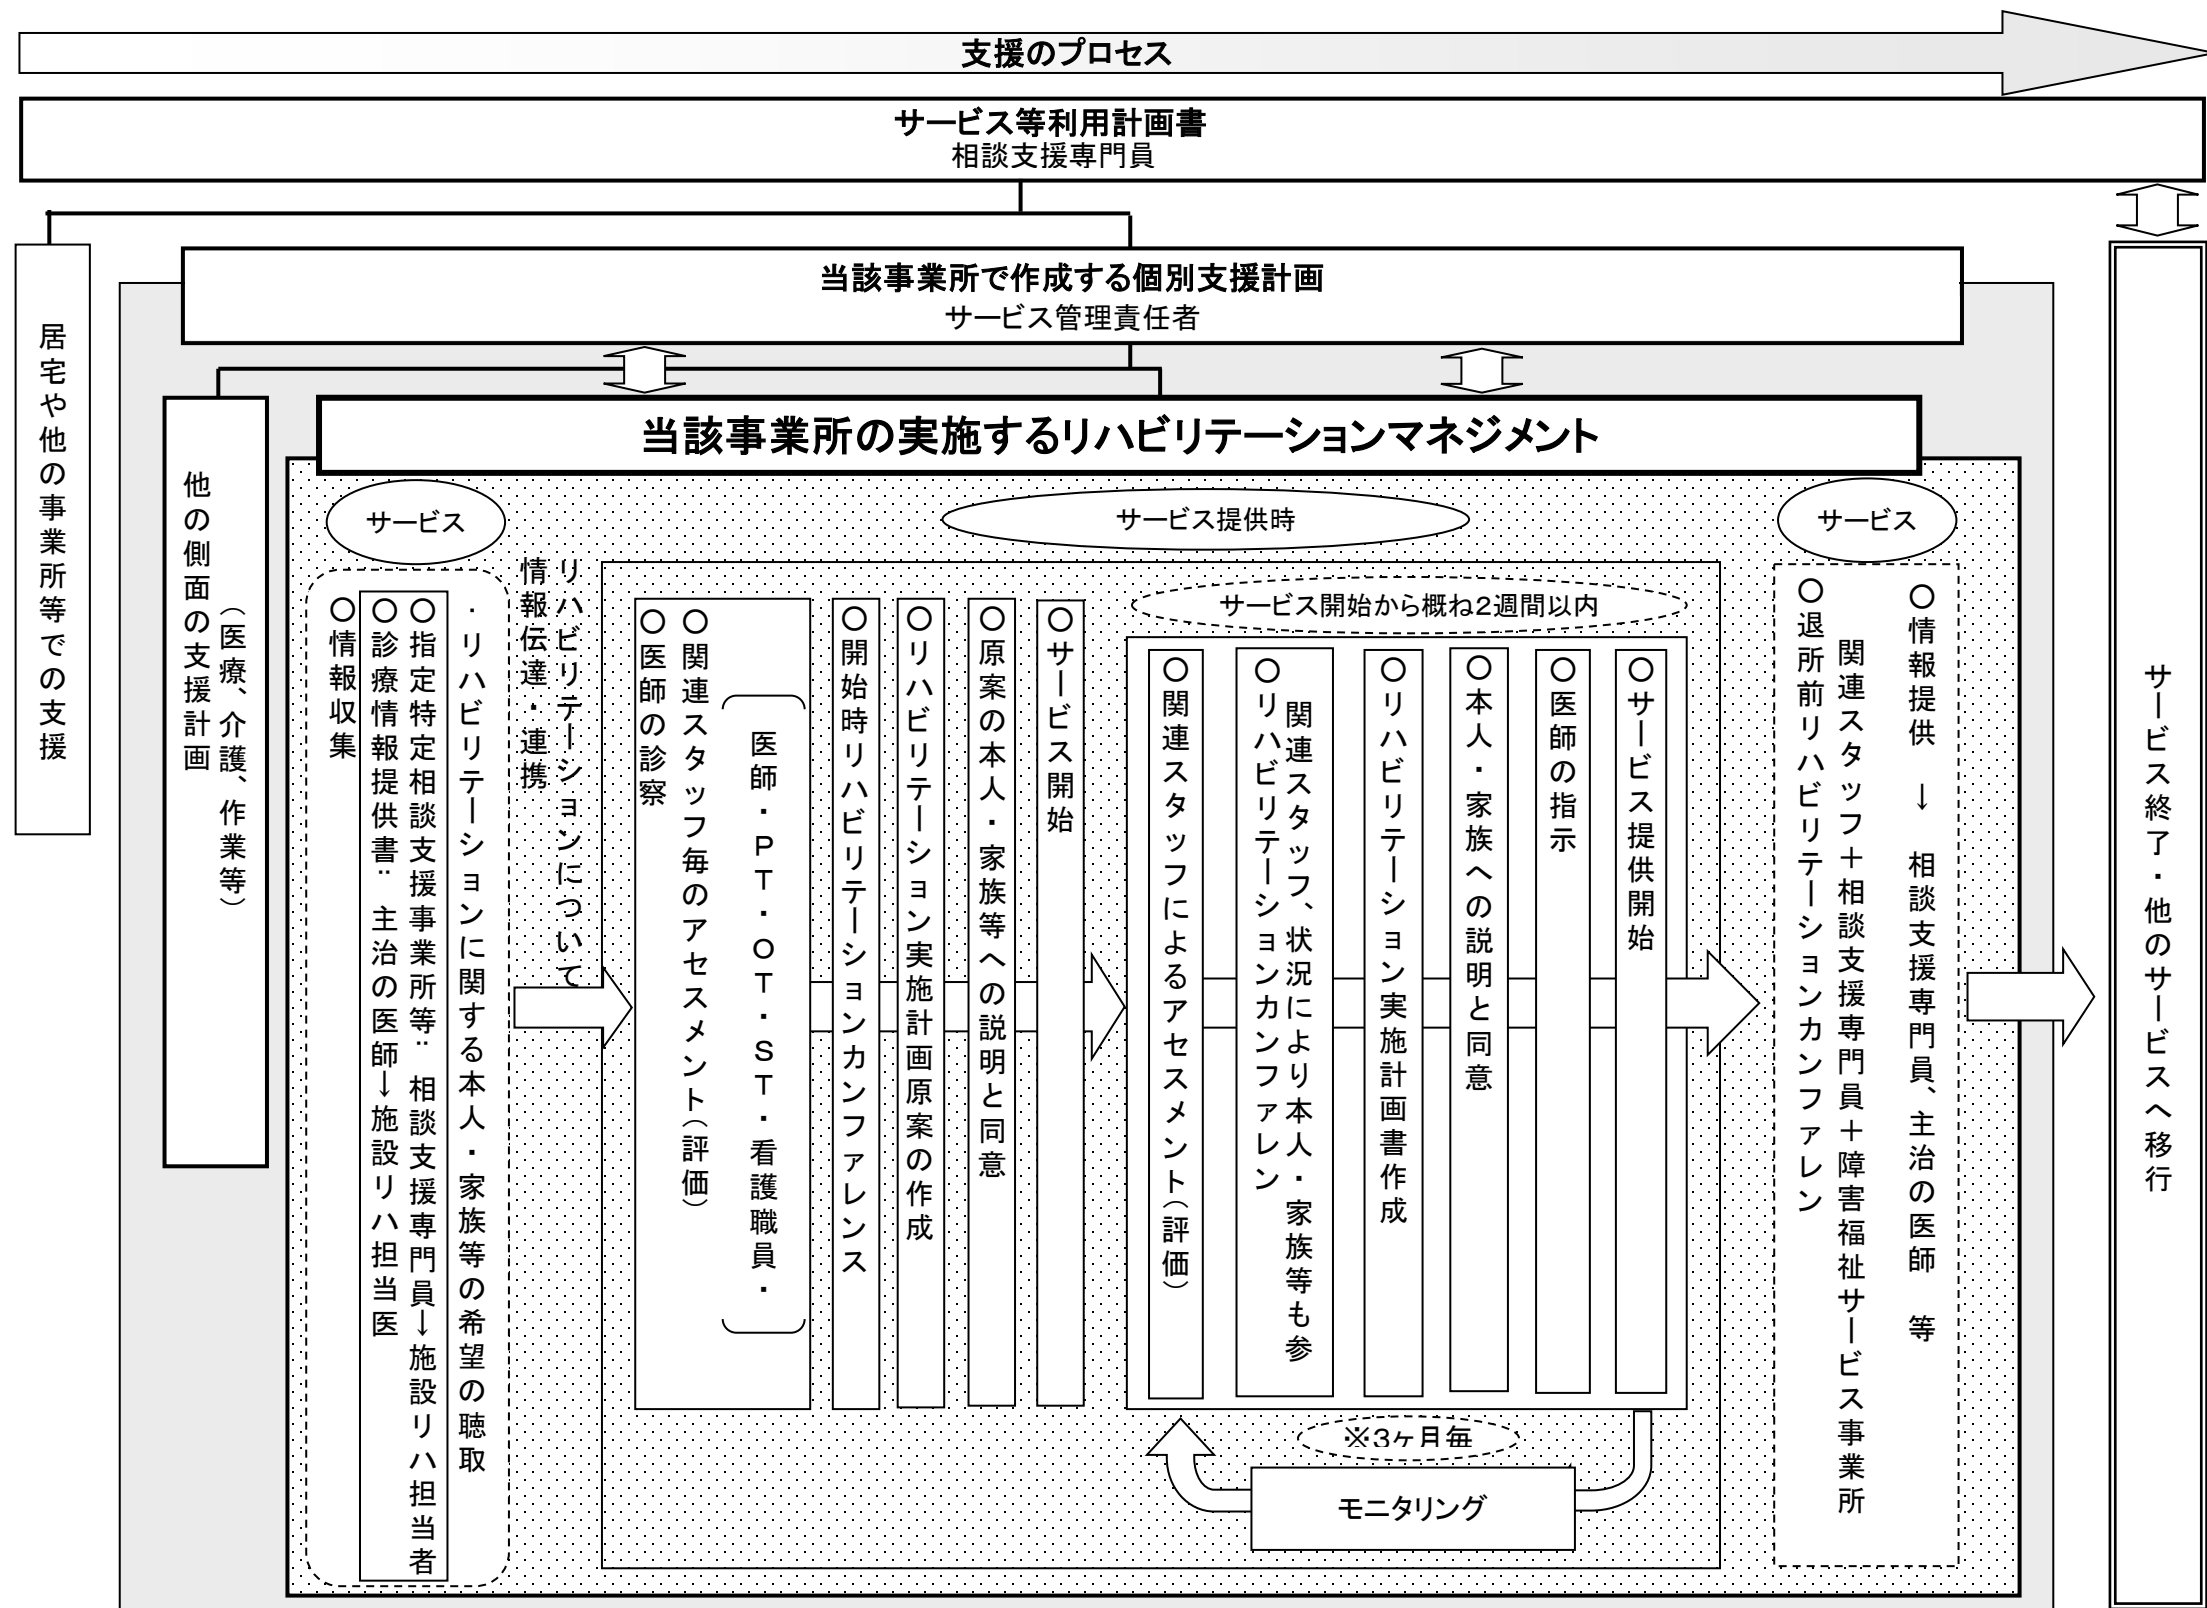 支援のプロセス
サービス等利用計画書
相談支援専門員
当該事業所で作成する個別支援計画
サービス管理責任者
居宅や他の事業所等での支援
他の側面の支援計画
（医療、介護、作業等）
当該事業所の実施するリハビリテーションマネジメント
サービス
○情報収集
○診療情報提供書：主治の医師→施設リハ担当医
○指定特定相談支援事業所等：相談支援専門員→施設リハ担当者
・リハビリテーションに関する本人・家族等の希望の聴取
リハビリテーションについて
情報伝達・連携
サービス提供時
○医師の診察
○関連スタッフ毎のアセスメント（評価）
医師・ＰＴ・ＯＴ・ＳＴ・看護職員・
○開始時リハビリテーションカンファレンス
○リハビリテーション実施計画原案の作成
○原案の本人・家族等への説明と同意
○サービス開始
サービス開始から概ね２週間以内
○関連スタッフによるアセスメント（評価）
○リハビリテーションカンファレン
関連スタッフ、状況により本人・家族等も参
○リハビリテーション実施計画書作成
○本人・家族への説明と同意
○医師の指示
○サービス提供開始
※３ヶ月毎
モニタリング
サービス
○退所前リハビリテーションカンファレン
関連スタッフ＋相談支援専門員＋障害福祉サービス事業所
○情報提供　→　相談支援専門員、主治の医師　等
サービス終了・他のサービスへ移行